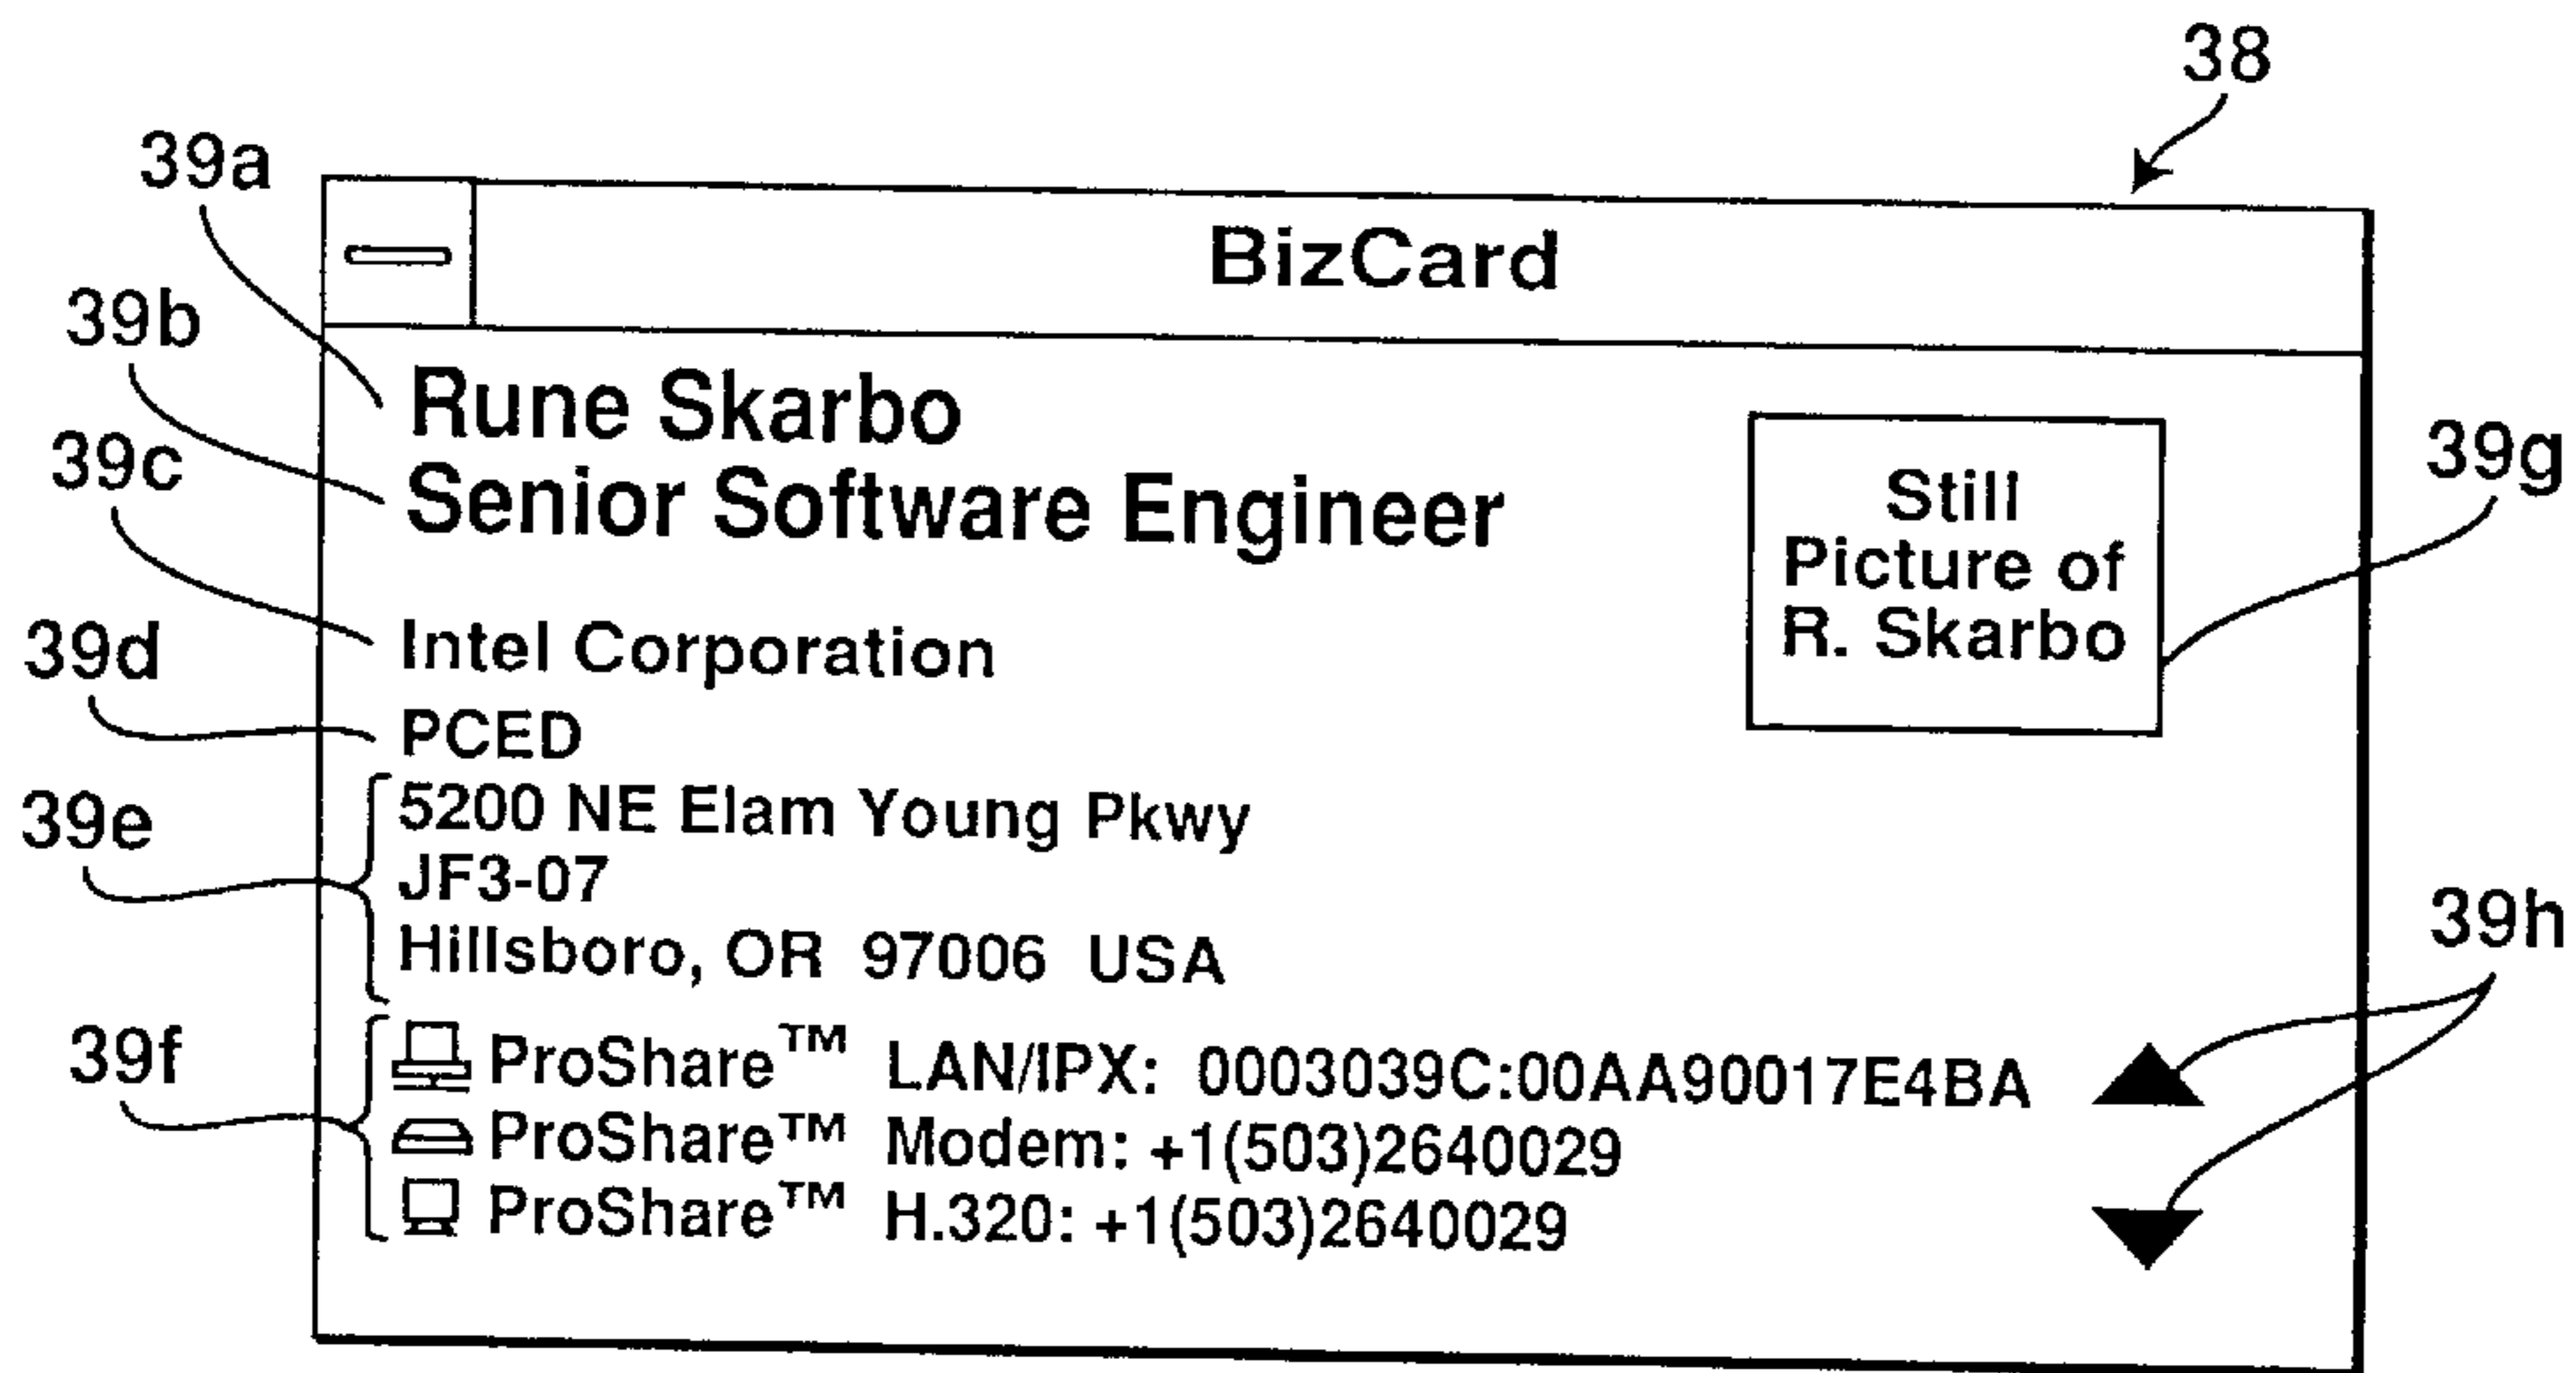 38
39a
BizCard
39b
Rune Skarbo
39c
Senior Software Engineer
39g
Still
Picture of
R. Skarbo
39d
Intel Corporation
PCED
39e
5200 NE Elam Young Pkwy
JF3-07
39h
Hillsboro, OR 97006 USA
39f
ProShare™ LAN/IPX: 0003039C:00AA90017E4BA
ProShare™ Modem: +1(503)2640029
ProShare™ H.320: +1(503)2640029